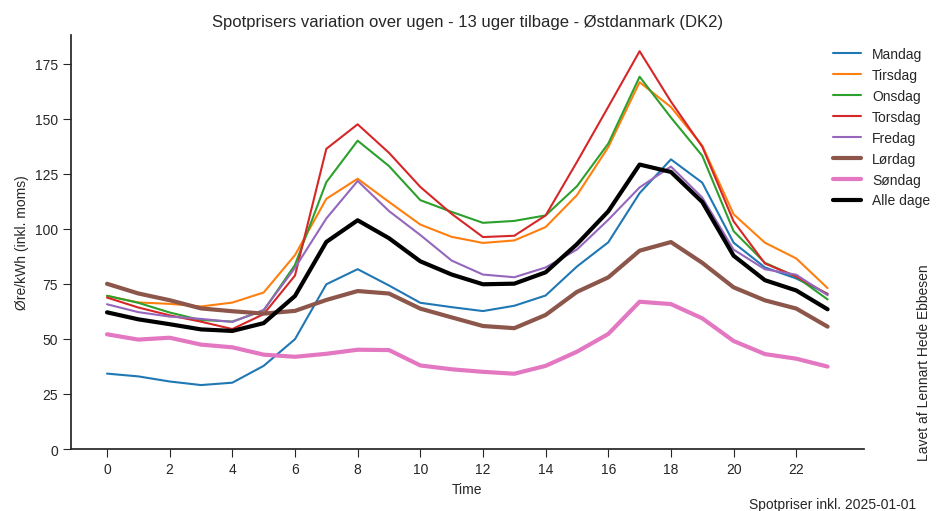 Spotprisers variation over ugen - 13 uger tilbage - Østdanmark (DK2)
Øre/kWh (inkl. moms)
175
150
125
100
75
50
25
0
0 2 4 6 8 10 12 14 16 18 20 22
Time
Mandag
Tirsdag
Onsdag
Torsdag
Fredag
Lørdag
Søndag
Alle dage
Lavet af Lennart Hede Ebbesen
Spotpriser inkl. 2025-01-01